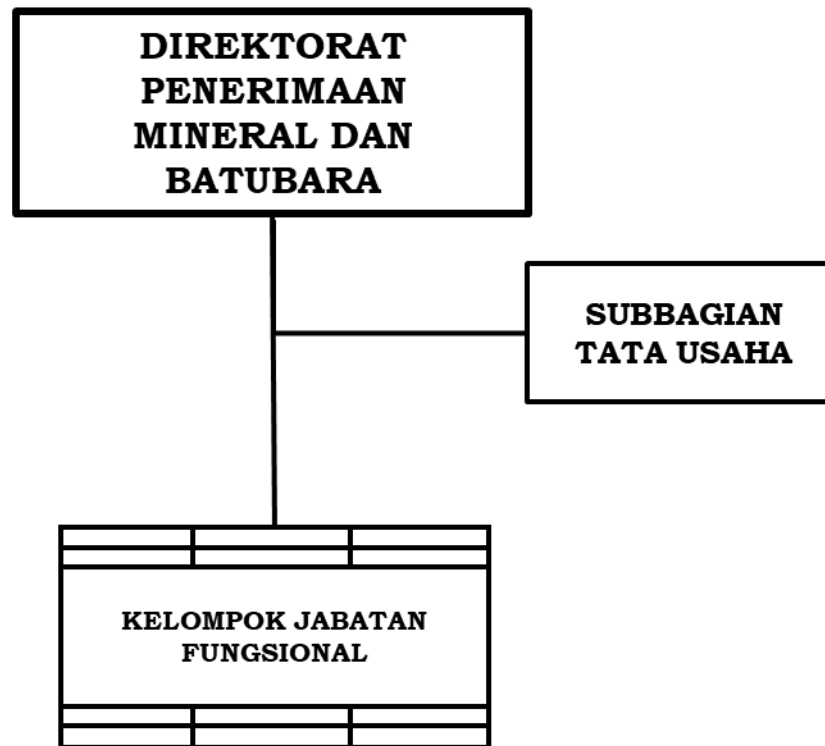 DIREKTORAT
PENERIMAAN
MINERAL DAN
BATUBARA
SUBBAGIAN
TATA USAHA
KELOMPOK JABATAN
FUNGSIONAL